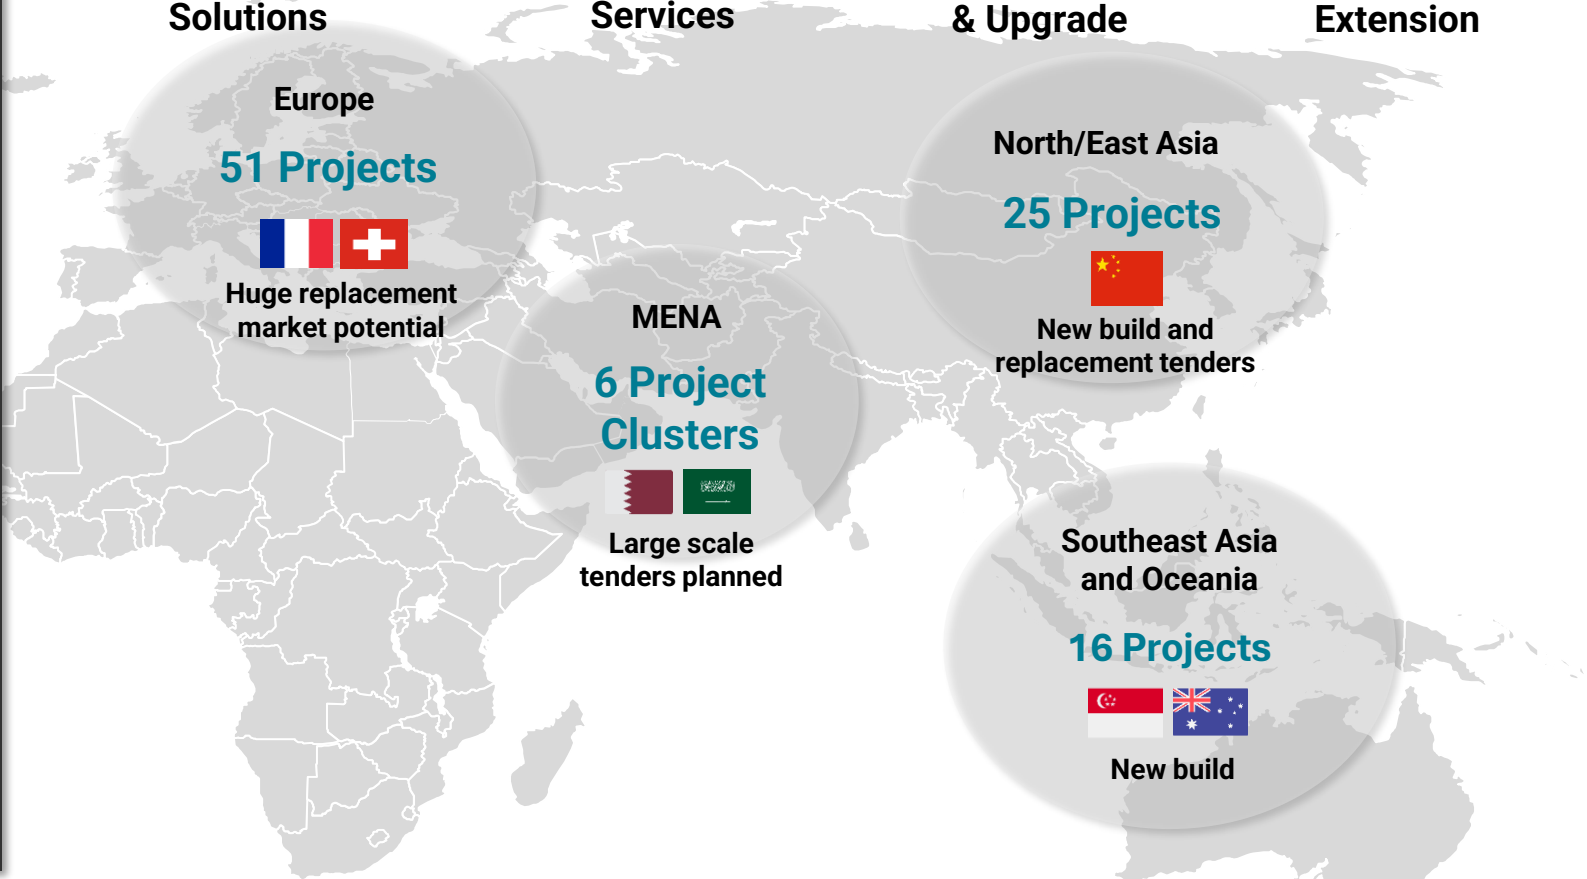 Solutions
Services
& Upgrade
Extension
Europe
51 Projects
Huge replacement
market potential
MENA
6 Project
Clusters
Large scale
tenders planned
North/East Asia
25 Projects
New build and
replacement tenders
Southeast Asia
and Oceania
16 Projects
New build